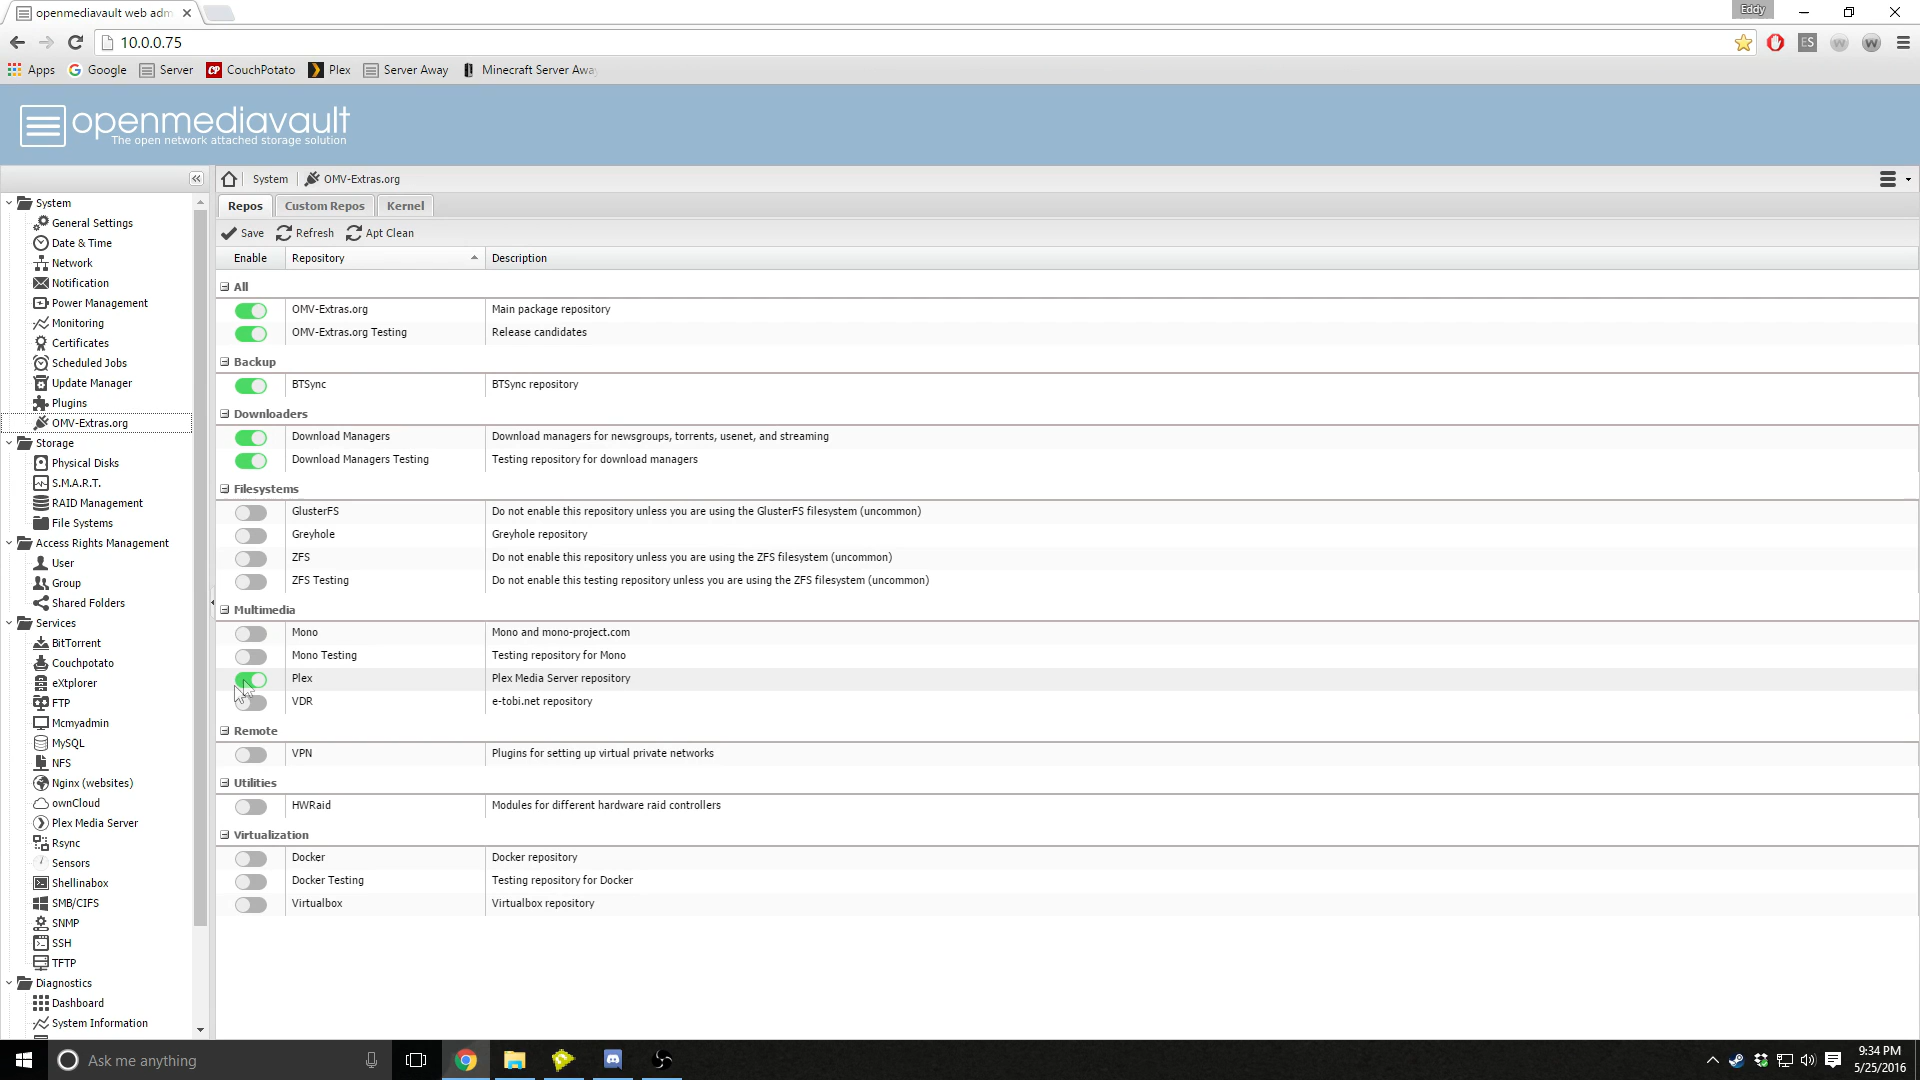 openmediavault web adm
Eddy
10.0.0.75
Apps
Google
Server
CP CouchPotato
Plex
Server Away
Minecraft Server Awa
ES
openmediavault
The open network attached storage solution
System
OMV-Extras.org
Repos
Custom Repos
Kernel
Save
Refresh
Apt Clean
Enable Repository Description
All
OMV-Extras.org Main package repository
OMV-Extras.org Testing Release candidates
Backup
BTSync BTSync repository
Downloaders
Download Managers Download managers for newsgroups, torrents, usenet, and streaming
Download Managers Testing Testing repository for download managers
Filesystems
GlusterFS Do not enable this repository unless you are using the GlusterFS filesystem (uncommon)
Greyhole Greyhole repository
ZFS Do not enable this repository unless you are using the ZFS filesystem (uncommon)
ZFS Testing Do not enable this testing repository unless you are using the ZFS filesystem (uncommon)
Multimedia
Mono Mono and mono-project.com
Mono Testing Testing repository for Mono
Plex Plex Media Server repository
VDR e-tobi.net repository
Remote
VPN Plugins for setting up virtual private networks
Utilities
HWRaid Modules for different hardware raid controllers
Virtualization
Docker Docker repository
Docker Testing Testing repository for Docker
Virtualbox Virtualbox repository
System
General Settings
Date & Time
Network
Notification
Power Management
Monitoring
Certificates
Scheduled Jobs
Update Manager
Plugins
OMV-Extras.org
Storage
Physical Disks
S.M.A.R.T.
RAID Management
File Systems
Access Rights Management
User
Group
Shared Folders
Services
BitTorrent
Couchpotato
eXtplorer
FTP
Mcmyadmin
MySQL
NFS
Nginx (websites)
ownCloud
Plex Media Server
Rsync
Sensors
Shellinabox
SMB/CIFS
SNMP
SSH
TFTP
Diagnostics
Dashboard
System Information
Ask me anything
9:34 PM
5/25/2016